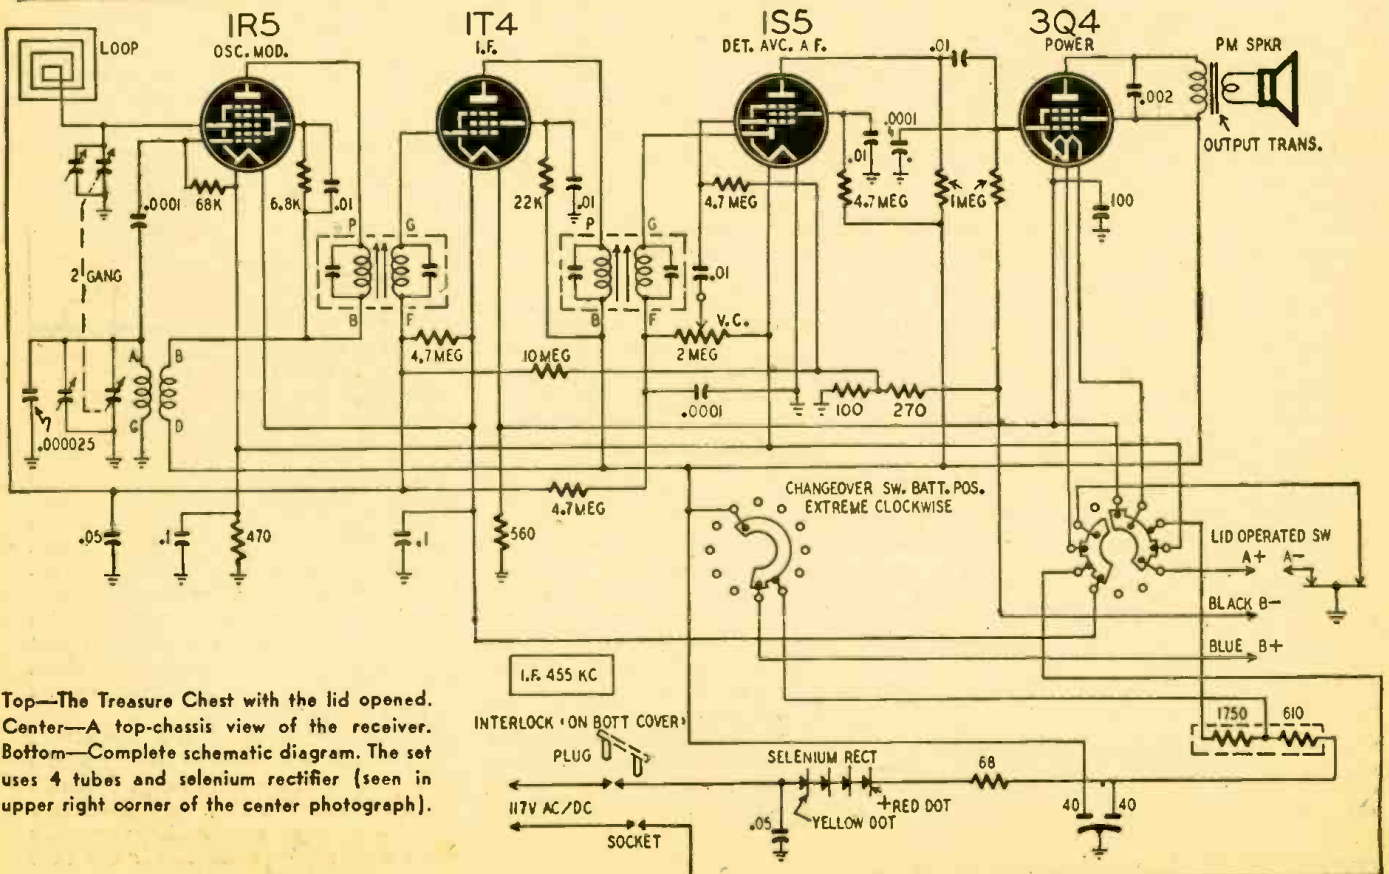 1R5
OSC. MOD.
1T4
I.F.
1S5
DET. AVC. A F.
3Q4
POWER
PM SPKR
LOOP
.01
.002
OUTPUT TRANS.
.0001
.01
.0001
68K
6.8K
.01
22K
.01
4.7 MEG
4.7 MEG
1MEG
100
P
G
P
G
2 GANG
.01
B
F
B
F
V.C.
A
B
4.7 MEG
10MEG
2 MEG
.0001
100
270
G
D
.000025
4.7MEG
CHANGEOVER SW. BATT. POS.
EXTREME CLOCKWISE
.05
.1
470
.1
560
LID OPERATED SW
A+
A-
BLACK B-
BLUE B+
I.F. 455 KC
Top—The Treasure Chest with the lid opened.
Center—A top-chassis view of the receiver.
Bottom—Complete schematic diagram. The set
uses 4 tubes and selenium rectifier (seen in
upper right corner of the center photograph).
INTERLOCK (ON BOTT COVER)
PLUG
SELENIUM RECT
68
1750
610
117V AC/DC
+RED DOT
YELLOW DOT
.05
40
40
SOCKET